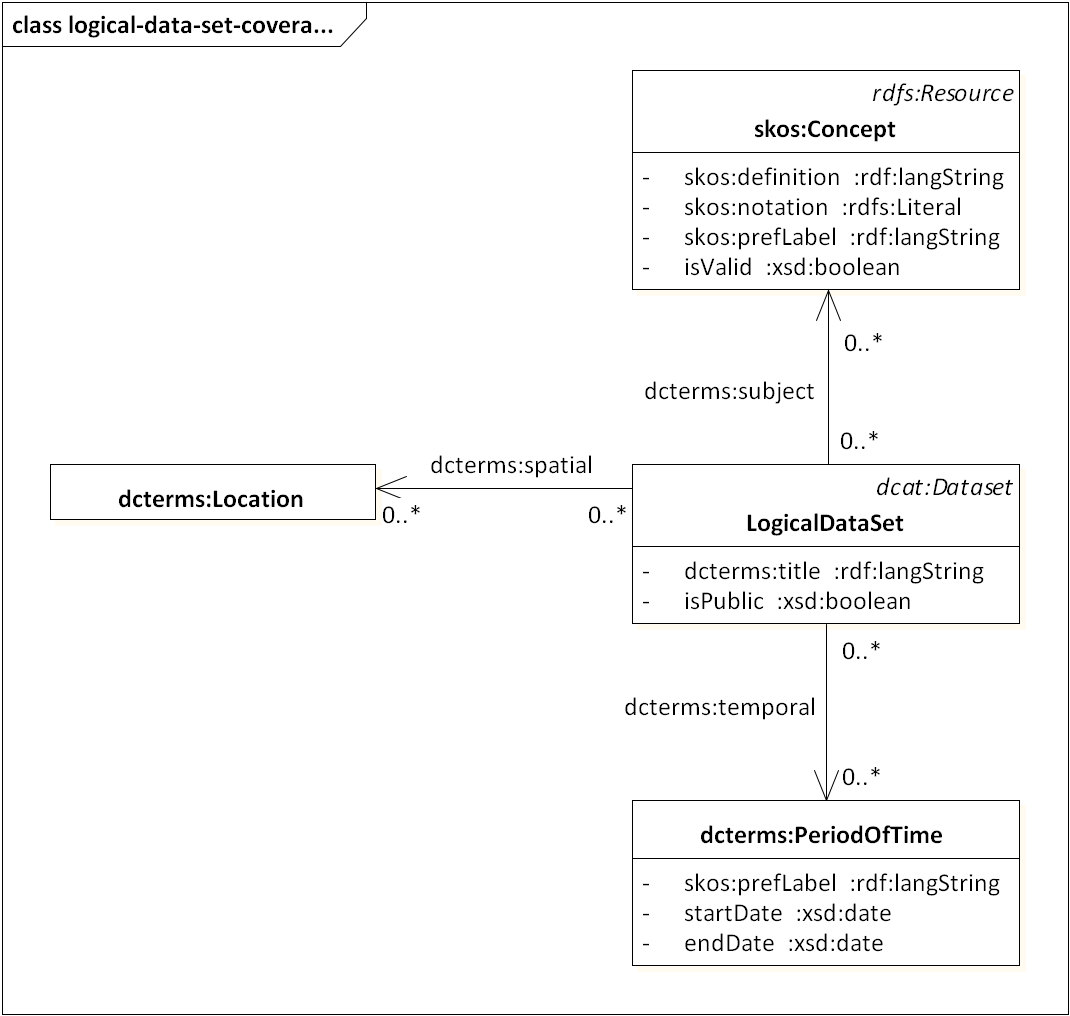 class logical-data-set-covera...
rdfs:Resource
skos:Concept
- skos:definition :rdf:langString
- skos:notation :rdfs:Literal
- skos:prefLabel :rdf:langString
- isValid :xsd:boolean
0..*
dcterms:subject
0..*
dcterms:spatial
dcterms:Location
0..*
0..*
dcat:Dataset
LogicalDataSet
- dcterms:title :rdf:langString
- isPublic :xsd:boolean
0..*
dcterms:temporal
0..*
dcterms:PeriodOfTime
- skos:prefLabel :rdf:langString
- startDate :xsd:date
- endDate :xsd:date